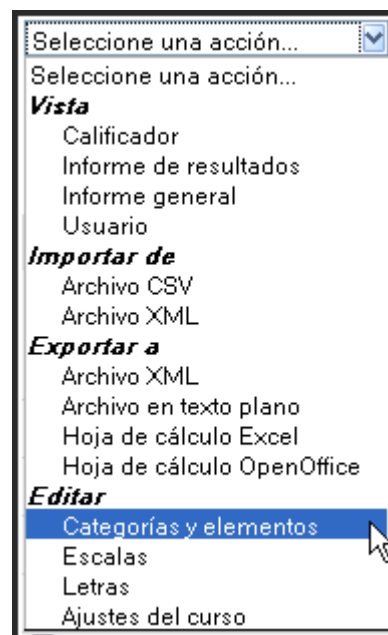 Seleccione una acción...
Seleccione una acción...
Vista
Calificador
Informe de resultados
Informe general
Usuario
Importar de
Archivo CSV
Archivo XML
Exportar a
Archivo XML
Archivo en texto plano
Hoja de cálculo Excel
Hoja de cálculo OpenOffice
Editar
Categorías y elementos
Escalas
Letras
Ajustes del curso